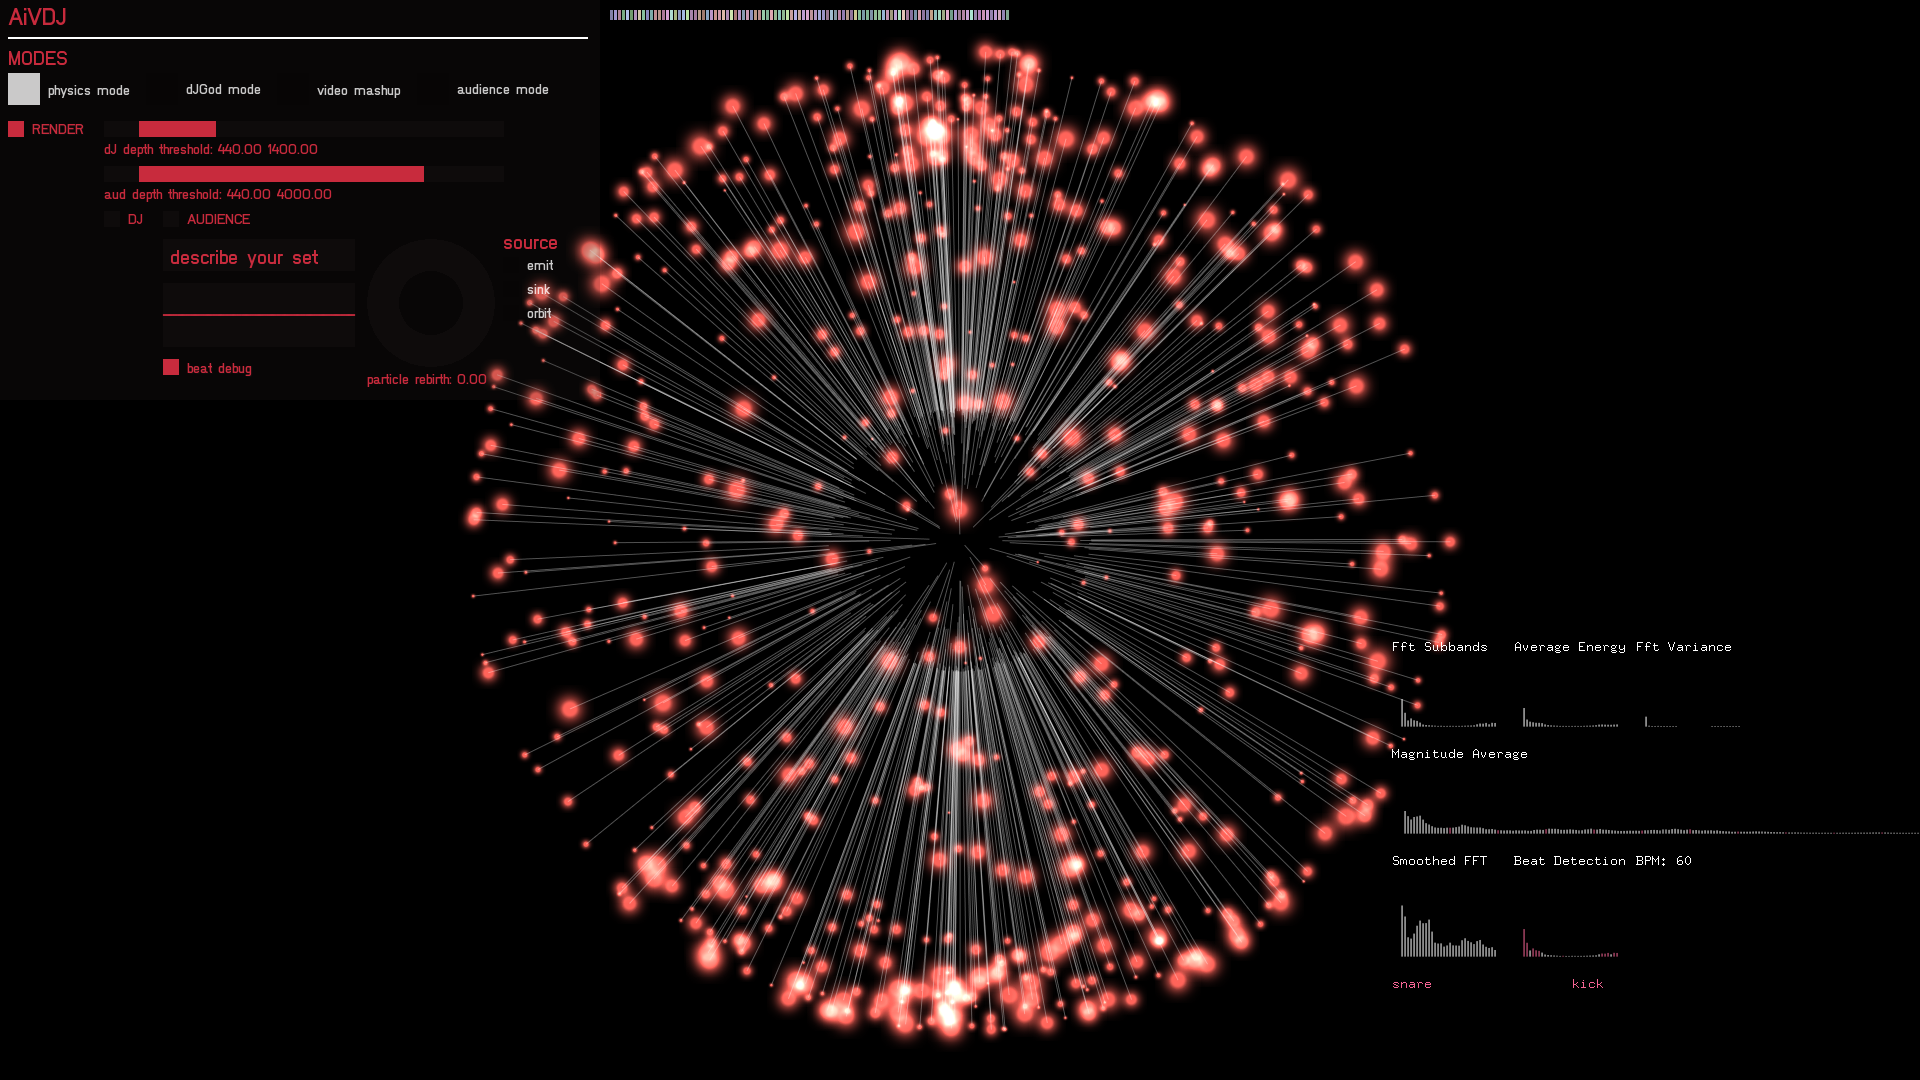 AiVDJ
MODES
physics mode dJGod mode video mashup audience mode
RENDER
dJ depth threshold: 440.00 1400.00
aud depth threshold: 440.00 4000.00
DJ AUDIENCE
describe your set
source
emit
sink
orbit
beat debug
particle rebirth: 0.00
Fft Subbands Average Energy Fft Variance
Magnitude Average
Smoothed FFT Beat Detection BPM: 60
snare kick